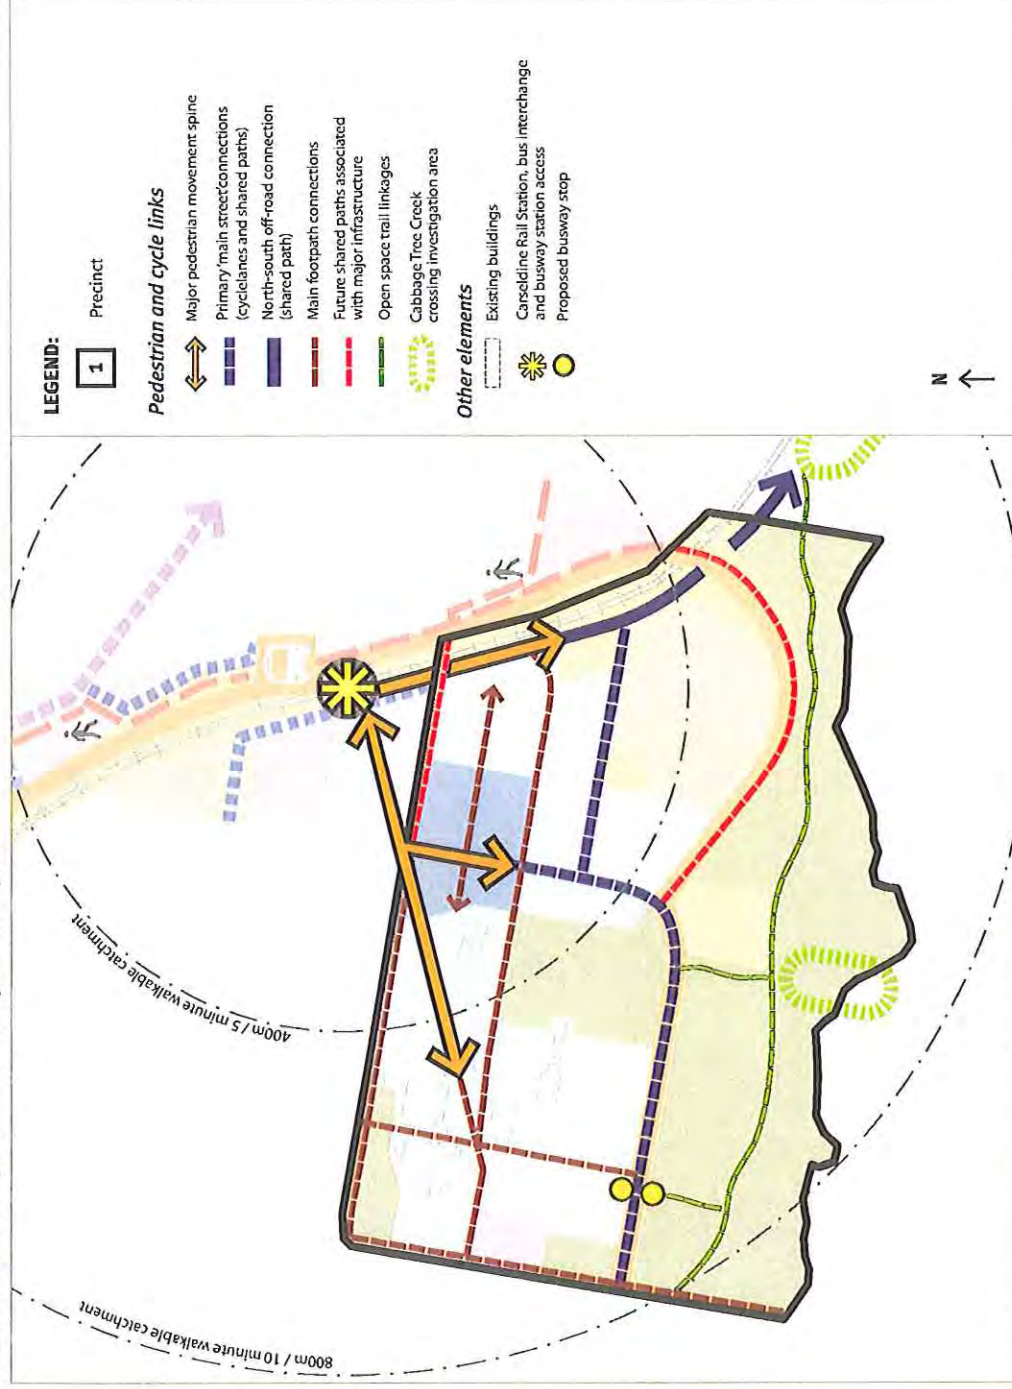 LEGEND:
1
Precinct
Pedestrian and cycle links
Major pedestrian movement spine
Primary'main street'connections
(cyclelanes and shared paths)
North-south off-road connection
(shared path)
Main footpath connections
Future shared paths associated
with major infrastructure
Open space trail linkages
Cabbage Tree Creek
crossing investigation area
Other elements
Existing buildings
Carseldine Rail Station, bus interchange
and busway station access
Proposed busway stop
N
400m / 5 minute walkable catchment
800m / 10 minute walkable catchment